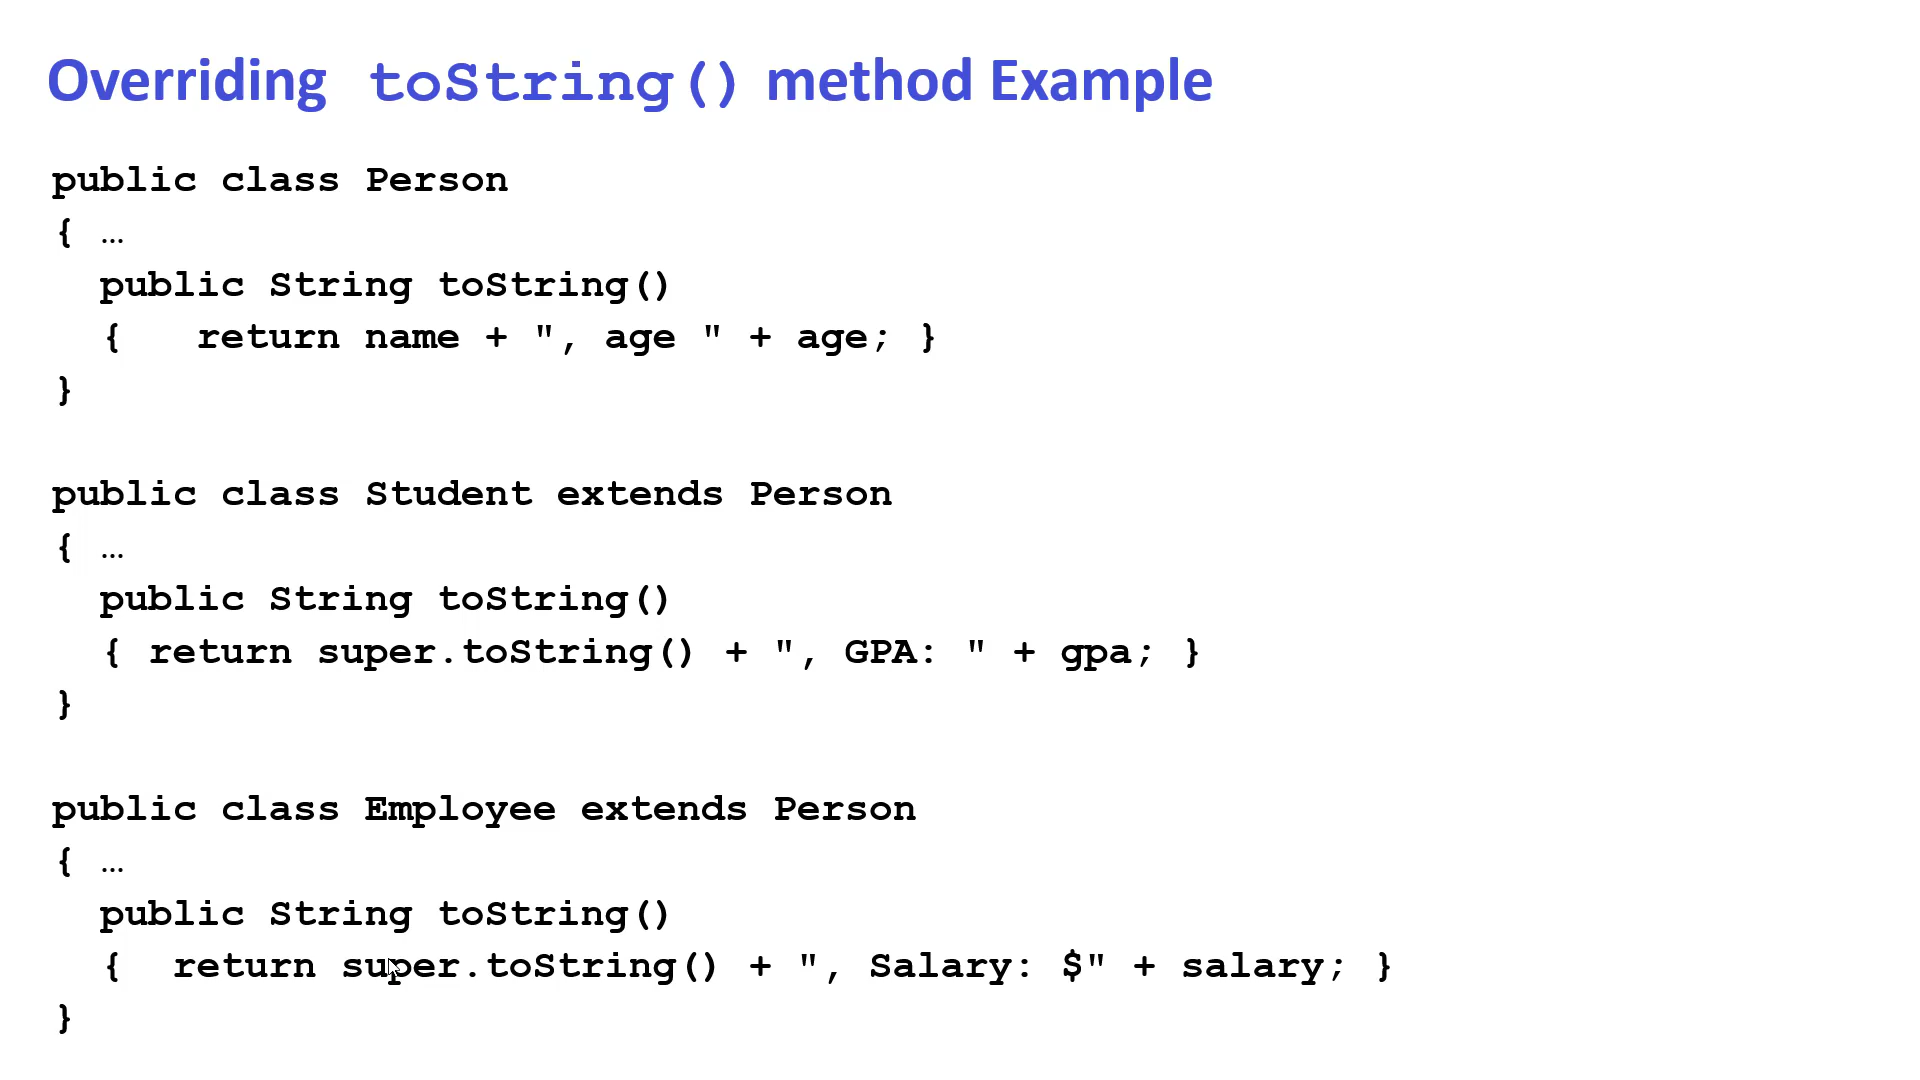 Overriding toString() method Example
public class Person
{ …
public String toString()
{ return name + ", age " + age; }
}
public class Student extends Person
{ …
public String toString()
{ return super.toString() + ", GPA: " + gpa; }
}
public class Employee extends Person
{ …
public String toString()
{ return super.toString() + ", Salary: $" + salary; }
}